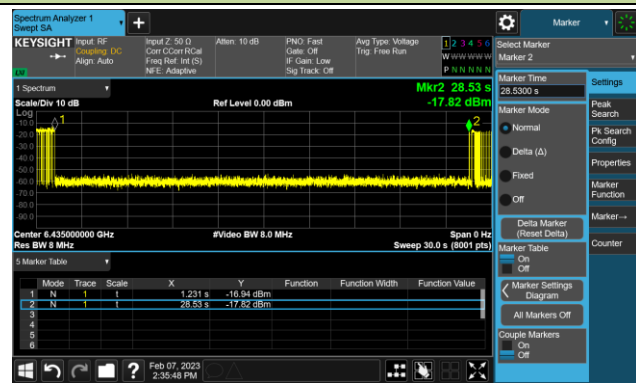 Spectrum Analyzer 1
Swept SA
+
Marker
KEYSIGHT
Input: RF
Coupling: DC
Align: Auto
Input Z: 50 Ω
Corr CCorr RCal
Freq Ref: Int (S)
NFE: Adaptive
Atten: 10 dB
PNO: Fast
Gate: Off
IF Gain: Low
Sig Track: Off
Avg Type: Voltage
Trig: Free Run
1 2 3 4 5 6
W W W W W W
P N N N N N
LU
Select Marker
Marker 2
1 Spectrum
Mkr2 28.53 s
Scale/Div 10 dB
Ref Level 0.00 dBm
-17.82 dBm
Log
-10.0
-20.0
-30.0
-40.0
-50.0
-60.0
-70.0
-80.0
-90.0
1
2
Center 6.435000000 GHz
#Video BW 8.0 MHz
Span 0 Hz
Res BW 8 MHz
Sweep 30.0 s (8001 pts)
5 Marker Table
Mode Trace Scale X Y Function Function Width Function Value
1 N 1 t 1.231 s -16.94 dBm
2 N 1 t 28.53 s -17.82 dBm
3
4
5
6
Marker Time
28.5300 s
Marker Mode
Normal
Delta (Δ)
Fixed
Off
Delta Marker
(Reset Delta)
Marker Table
On
Off
Marker Settings
Diagram
All Markers Off
Couple Markers
On
Off
Settings
Peak
Search
Pk Search
Config
Properties
Marker
Function
Marker→
Counter
?
Feb 07, 2023
2:35:48 PM